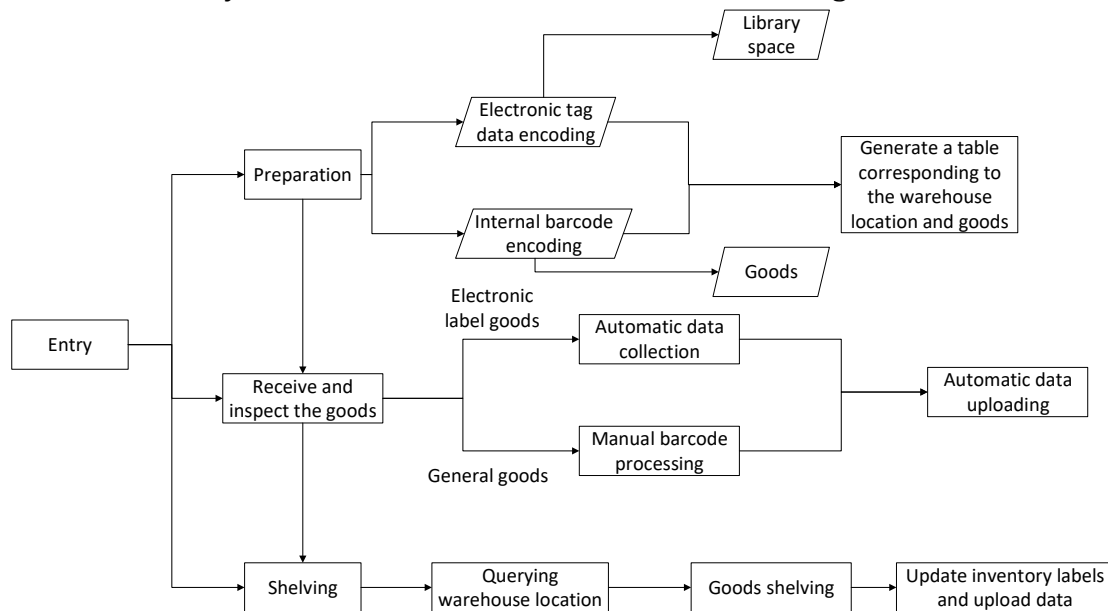 Library
space
Electronic tag
data encoding
Preparation
Generate a table
corresponding to
the warehouse
location and goods
Internal barcode
encoding
Goods
Electronic
label goods
Automatic data
collection
Entry
Receive and
inspect the goods
Automatic data
uploading
Manual barcode
processing
General goods
Shelving
Querying
warehouse location
Goods shelving
Update inventory labels
and upload data